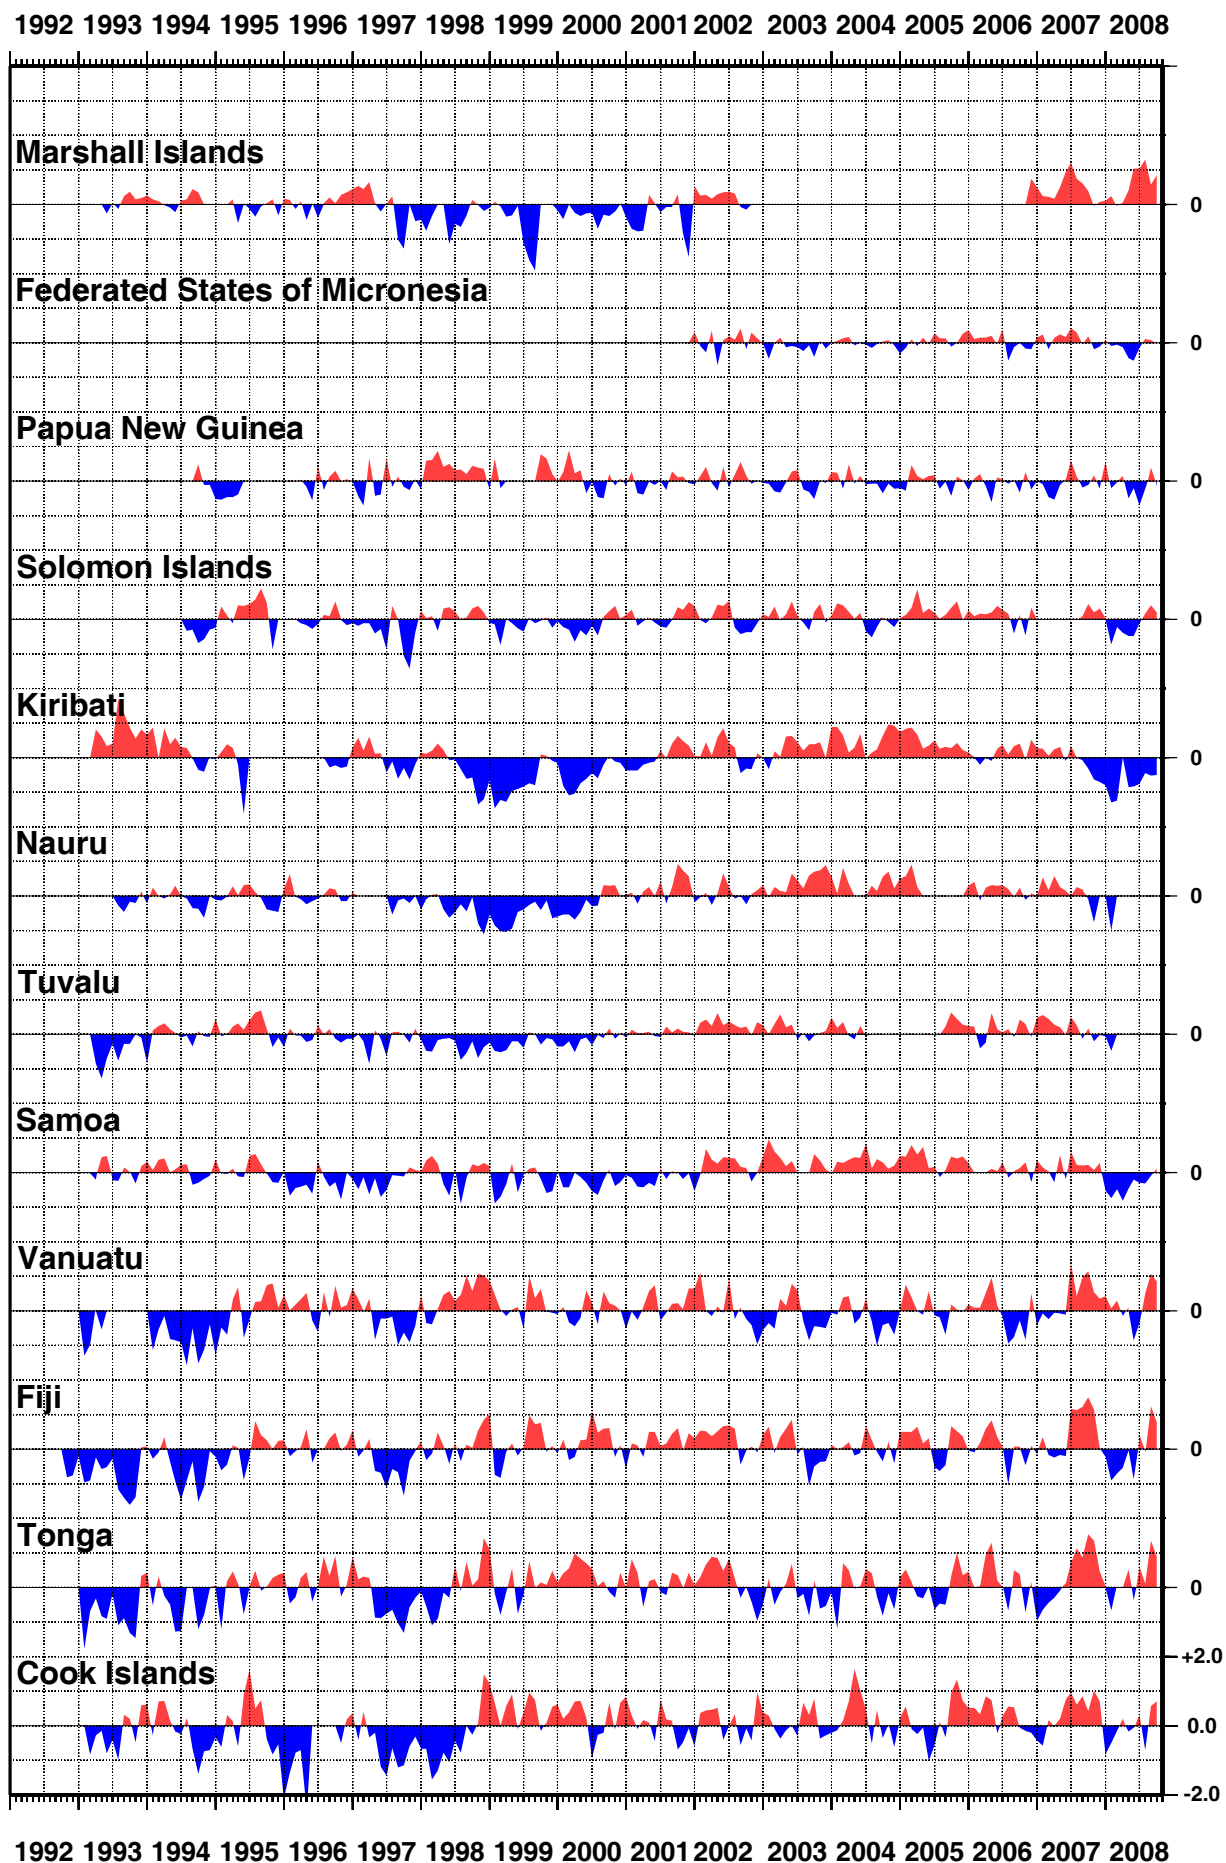 1992 1993 1994 1995 1996 1997 1998 1999 2000 2001 2002 2003 2004 2005 2006 2007 2008
Marshall Islands
0
Federated States of Micronesia
0
Papua New Guinea
0
Solomon Islands
0
Kiribati
0
Nauru
0
Tuvalu
0
Samoa
0
Vanuatu
0
Fiji
0
Tonga
0
+2.0
Cook Islands
0.0
-2.0
1992 1993 1994 1995 1996 1997 1998 1999 2000 2001 2002 2003 2004 2005 2006 2007 2008